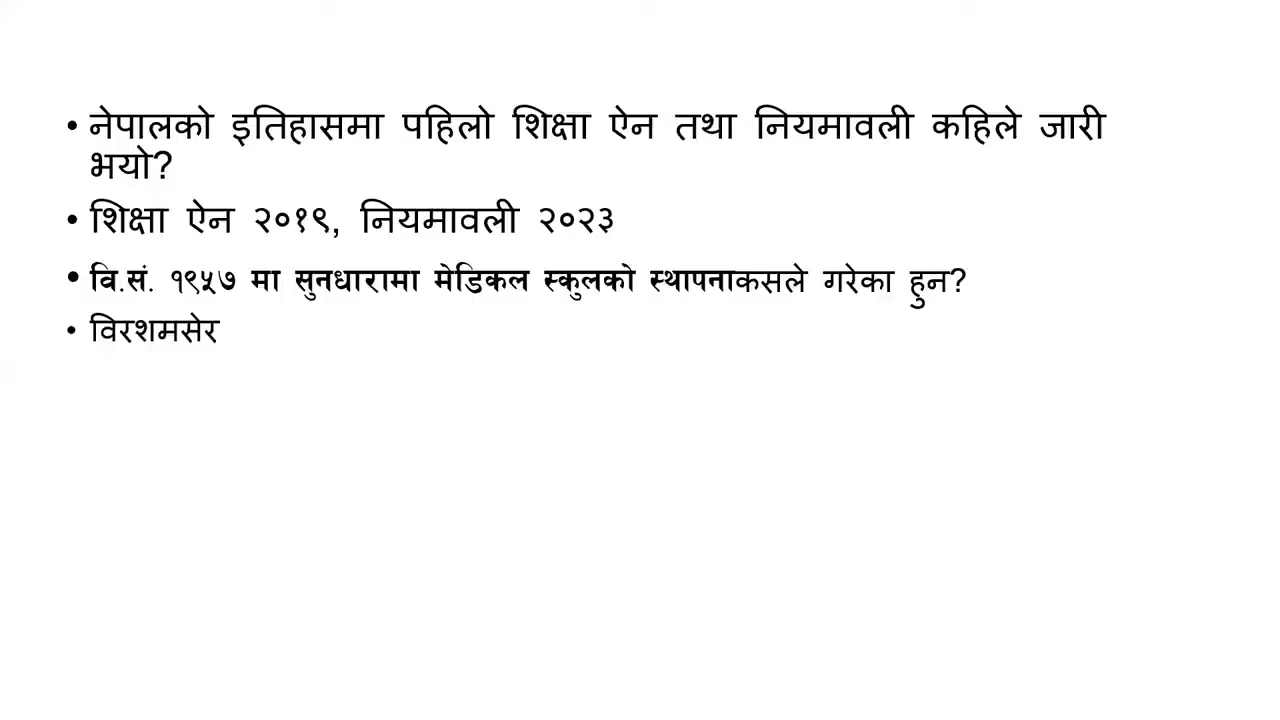 • नेपालको इतिहासमा पहिलो शिक्षा ऐन तथा नियमावली कहिले जारी
भयो?
• शिक्षा ऐन २०१९, नियमावली २०२३
• वि.सं. १९५७ मा सुनधारामा मेडिकल स्कुलको स्थापनाकसले गरेका हुन?
• विरशमसेर